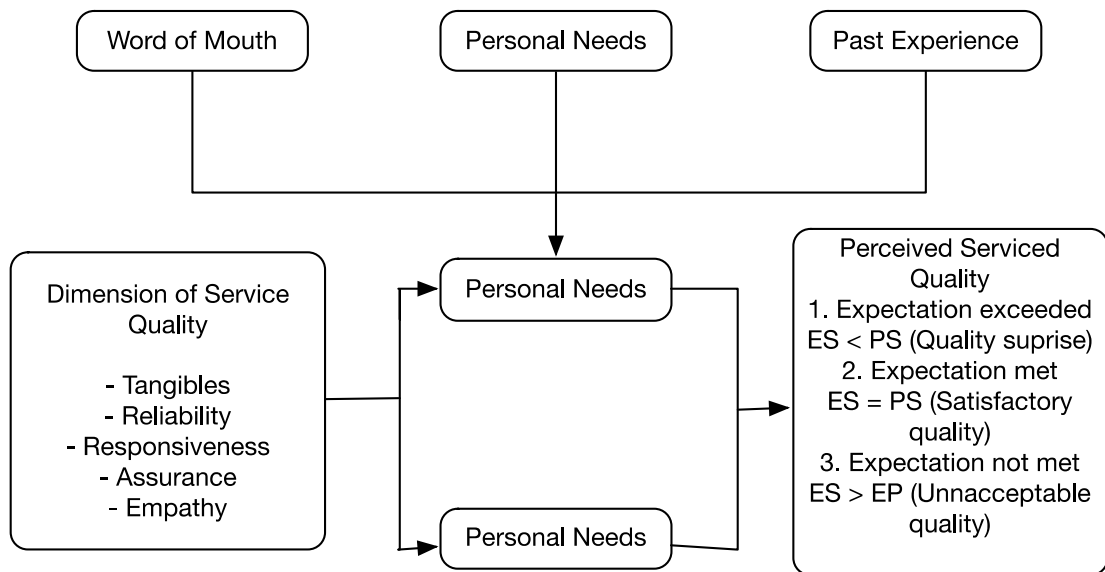 Word of Mouth
Personal Needs
Past Experience
Dimension of Service
Quality
- Tangibles
- Reliability
- Responsiveness
- Assurance
- Empathy
Personal Needs
Personal Needs
Perceived Serviced
Quality
1. Expectation exceeded
ES < PS (Quality suprise)
2. Expectation met
ES = PS (Satisfactory
quality)
3. Expectation not met
ES > EP (Unnacceptable
quality)